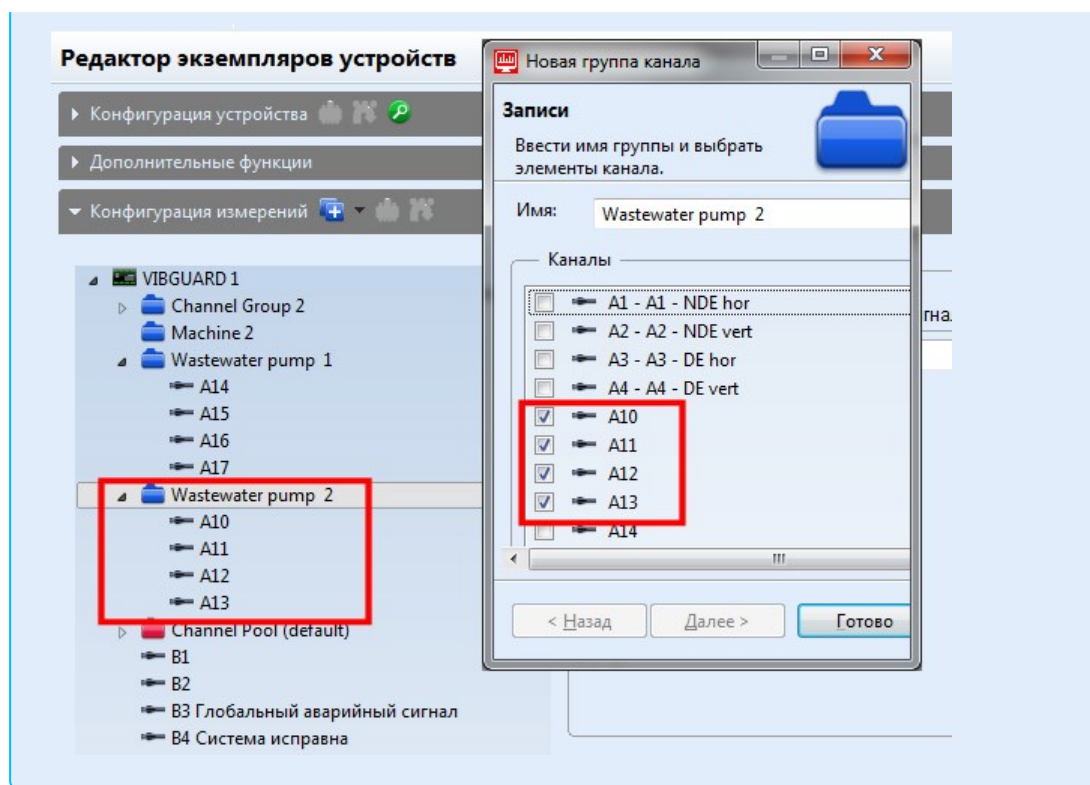 Редактор экземпляров устройств
Конфигурация устройства
Дополнительные функции
Конфигурация измерений
VIBGUARD 1
Channel Group 2
Machine 2
Wastewater pump 1
A14
A15
A16
A17
Wastewater pump 2
A10
A11
A12
A13
Channel Pool (default)
B1
B2
B3 Глобальный аварийный сигнал
B4 Система исправна
Новая группа канала
Записи
Ввести имя группы и выбрать
элементы канала.
Имя: Wastewater pump 2
Каналы
A1 - A1 - NDE hor
A2 - A2 - NDE vert
A3 - A3 - DE hor
A4 - A4 - DE vert
A10
A11
A12
A13
A14
< Назад Далее > Готово